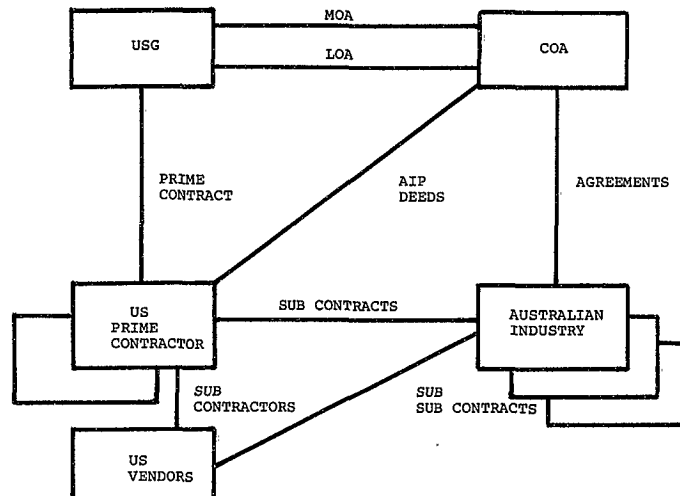 MOA
USG
COA
LOA
PRIME
CONTRACT
AIP
DEEDS
AGREEMENTS
US
PRIME
CONTRACTOR
SUB CONTRACTS
AUSTRALIAN
INDUSTRY
SUB
CONTRACTORS
SUB
SUB CONTRACTS
US
VENDORS